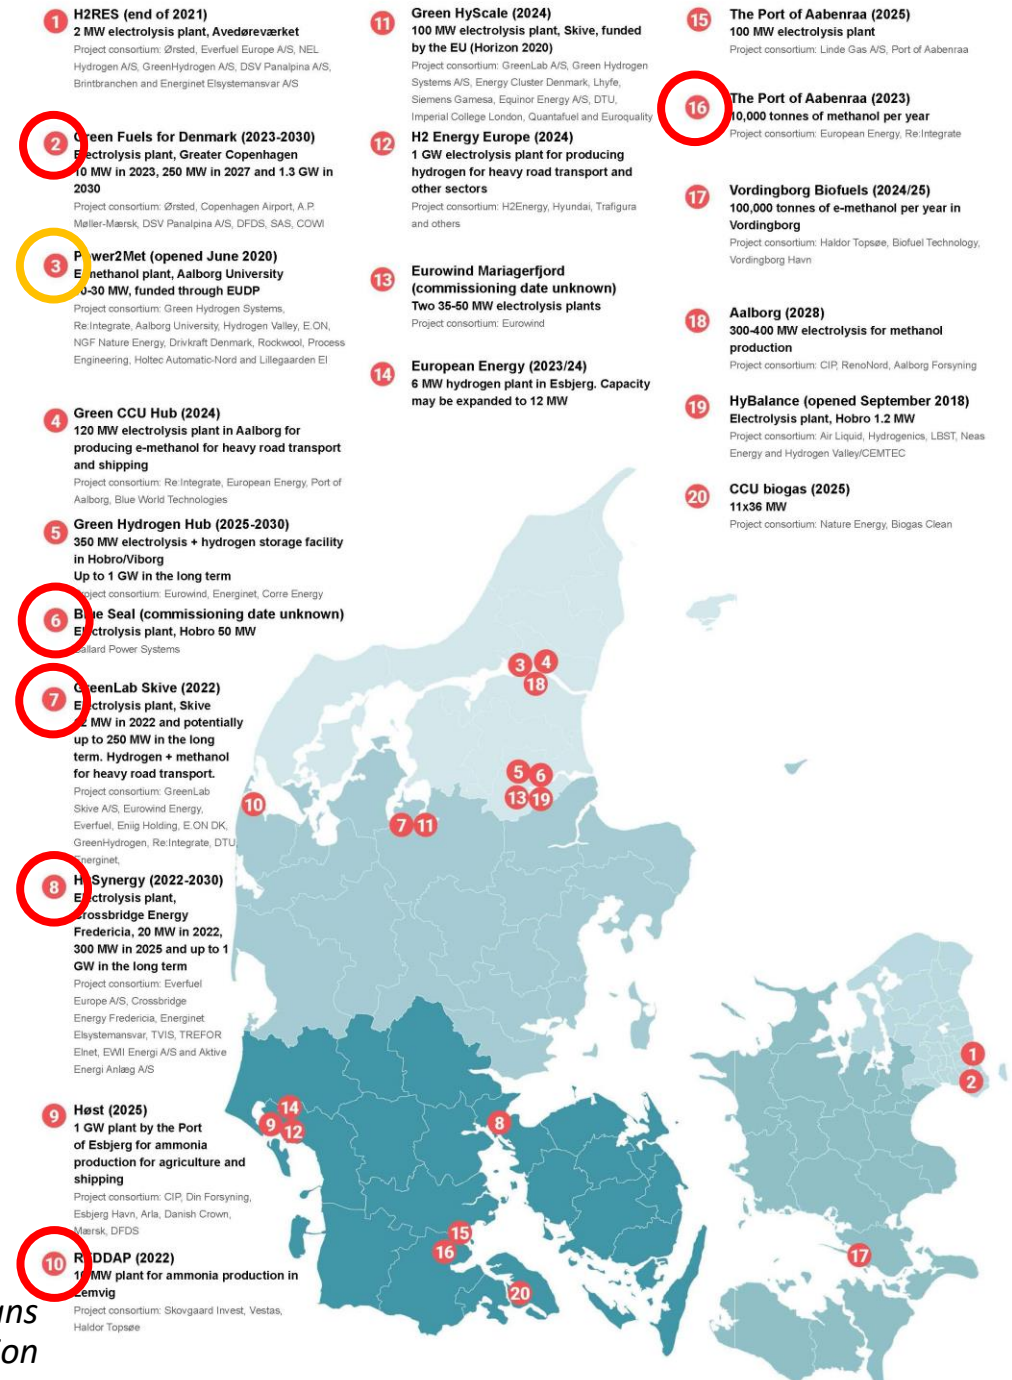 1
H2RES (end of 2021)
2 MW electrolysis plant, Avedøreværket
Project consortium: Ørsted, Everfuel Europe A/S, NEL
Hydrogen A/S, GreenHydrogen A/S, DSV Panalpina A/S,
Brintbranchen and Energinet Elsystemansvar A/S
2
Green Fuels for Denmark (2023-2030)
Electrolysis plant, Greater Copenhagen
10 MW in 2023, 250 MW in 2027 and 1.3 GW in
2030
Project consortium: Ørsted, Copenhagen Airport, A.P.
Møller-Mærsk, DSV Panalpina A/S, DFDS, SAS, COWI
3
Power2Met (opened June 2020)
E-methanol plant, Aalborg University
0-30 MW, funded through EUDP
Project consortium: Green Hydrogen Systems,
Re:Integrate, Aalborg University, Hydrogen Valley, E.ON,
NGF Nature Energy, Drivkraft Denmark, Rockwool, Process
Engineering, Holtec Automatic-Nord and Lillegaarden El
4
Green CCU Hub (2024)
120 MW electrolysis plant in Aalborg for
producing e-methanol for heavy road transport
and shipping
Project consortium: Re:Integrate, European Energy, Port of
Aalborg, Blue World Technologies
5
Green Hydrogen Hub (2025-2030)
350 MW electrolysis + hydrogen storage facility
in Hobro/Viborg
Up to 1 GW in the long term
Project consortium: Eurowind, Energinet, Corre Energy
6
Blue Seal (commissioning date unknown)
Electrolysis plant, Hobro 50 MW
Ballard Power Systems
7
GreenLab Skive (2022)
Electrolysis plant, Skive
2 MW in 2022 and potentially
up to 250 MW in the long
term. Hydrogen + methanol
for heavy road transport.
Project consortium: GreenLab
Skive A/S, Eurowind Energy,
Everfuel, Eniig Holding, E.ON DK,
GreenHydrogen, Re:Integrate, DTU,
Energinet,
8
HySynergy (2022-2030)
Electrolysis plant,
Crossbridge Energy
Fredericia, 20 MW in 2022,
300 MW in 2025 and up to 1
GW in the long term
Project consortium: Everfuel
Europe A/S, Crossbridge
Energy Fredericia, Energinet
Elsystemansvar, TVIS, TREFOR
Elnet, EWII Energi A/S and Aktive
Energi Anlæg A/S
9
Høst (2025)
1 GW plant by the Port
of Esbjerg for ammonia
production for agriculture and
shipping
Project consortium: CIP, Din Forsyning,
Esbjerg Havn, Arla, Danish Crown,
Mærsk, DFDS
10
REDDAP (2022)
10 MW plant for ammonia production in
Lemvig
Project consortium: Skovgaard Invest, Vestas,
Haldor Topsøe
11
Green HyScale (2024)
100 MW electrolysis plant, Skive, funded
by the EU (Horizon 2020)
Project consortium: GreenLab A/S, Green Hydrogen
Systems A/S, Energy Cluster Denmark, Lhyfe,
Siemens Gamesa, Equinor Energy A/S, DTU,
Imperial College London, Quantafuel and Euroquality
12
H2 Energy Europe (2024)
1 GW electrolysis plant for producing
hydrogen for heavy road transport and
other sectors
Project consortium: H2Energy, Hyundai, Trafigura
and others
13
Eurowind Mariagerfjord
(commissioning date unknown)
Two 35-50 MW electrolysis plants
Project consortium: Eurowind
14
European Energy (2023/24)
6 MW hydrogen plant in Esbjerg. Capacity
may be expanded to 12 MW
15
The Port of Aabenraa (2025)
100 MW electrolysis plant
Project consortium: Linde Gas A/S, Port of Aabenraa
16
The Port of Aabenraa (2023)
10,000 tonnes of methanol per year
Project consortium: European Energy, Re:Integrate
17
Vordingborg Biofuels (2024/25)
100,000 tonnes of e-methanol per year in
Vordingborg
Project consortium: Haldor Topsøe, Biofuel Technology,
Vordingborg Havn
18
Aalborg (2028)
300-400 MW electrolysis for methanol
production
Project consortium: CIP, RenoNord, Aalborg Forsyning
19
HyBalance (opened September 2018)
Electrolysis plant, Hobro 1.2 MW
Project consortium: Air Liquid, Hydrogenics, LBST, Neas
Energy and Hydrogen Valley/CEMTEC
20
CCU biogas (2025)
11x36 MW
Project consortium: Nature Energy, Biogas Clean
3 4
18
5 6
13 19
10
7 11
1
2
14
9 12
8
15
16
17
20
ion